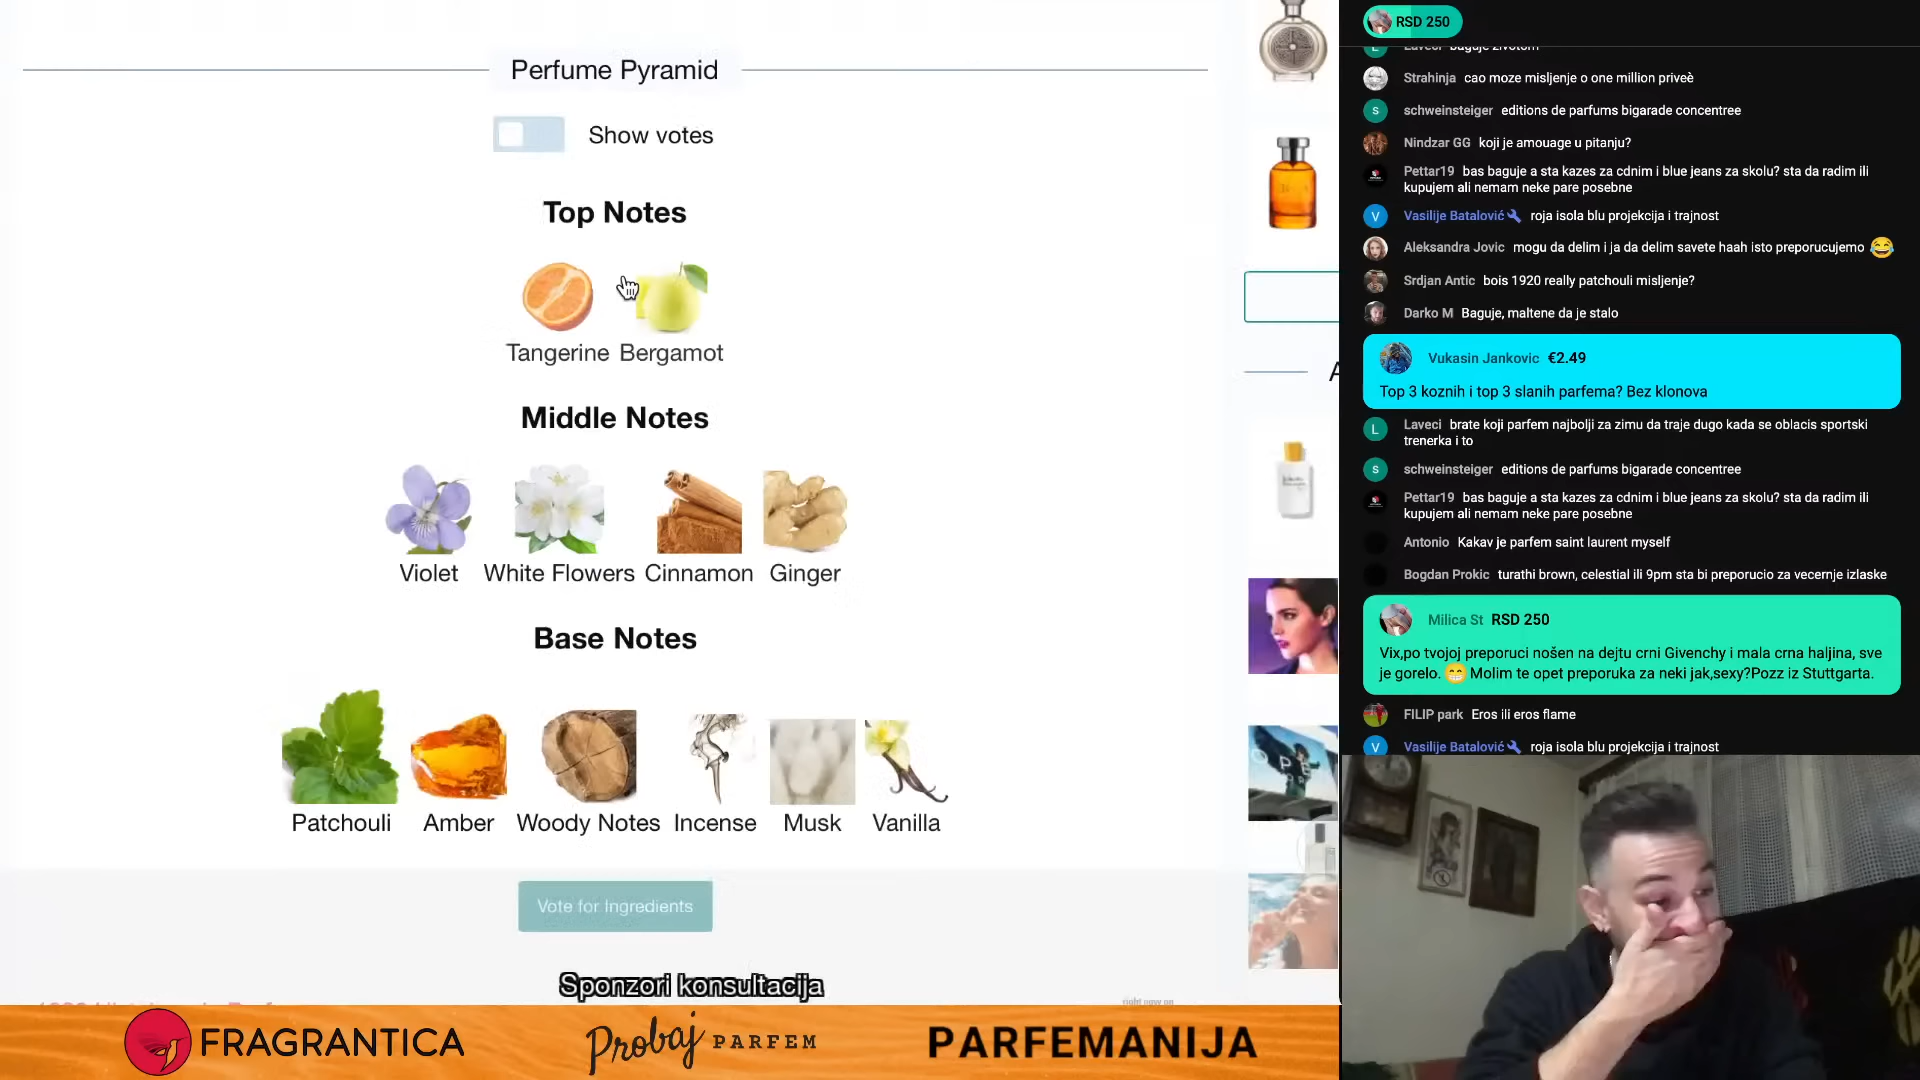 Perfume Pyramid
Show votes
Top Notes
Tangerine Bergamot
Middle Notes
Violet White Flowers Cinnamon Ginger
Base Notes
Patchouli Amber Woody Notes Incense Musk Vanilla
Vote for Ingredients
Sponzori konsultacija
FRAGRANTICA
Probaj PARFEM
PARFEMANIJA
right now on
A
RSD 250
Laveci baguje zivotom
Strahinja cao moze misljenje o one million priveè
schweinsteiger editions de parfums bigarade concentree
Nindzar GG koji je amouage u pitanju?
Pettar19 bas baguje a sta kazes za cdnim i blue jeans za skolu? sta da radim ili
kupujem ali nemam neke pare posebne
Vasilije Batalović roja isola blu projekcija i trajnost
Aleksandra Jovic mogu da delim i ja da delim savete haah isto preporucujemo 😂
Srdjan Antic bois 1920 really patchouli misljenje?
Darko M Baguje, maltene da je stalo
Vukasin Jankovic €2.49
Top 3 koznih i top 3 slanih parfema? Bez klonova
Laveci brate koji parfem najbolji za zimu da traje dugo kada se oblacis sportski
trenerka i to
schweinsteiger editions de parfums bigarade concentree
Pettar19 bas baguje a sta kazes za cdnim i blue jeans za skolu? sta da radim ili
kupujem ali nemam neke pare posebne
Antonio Kakav je parfem saint laurent myself
Bogdan Prokic turathi brown, celestial ili 9pm sta bi preporucio za vecernje izlaske
Milica St RSD 250
Vix,po tvojoj preporuci nošen na dejtu crni Givenchy i mala crna haljina, sve
je gorelo. 😁 Molim te opet preporuka za neki jak,sexy?Pozz iz Stuttgarta.
FILIP park Eros ili eros flame
Vasilije Batalović roja isola blu projekcija i trajnost